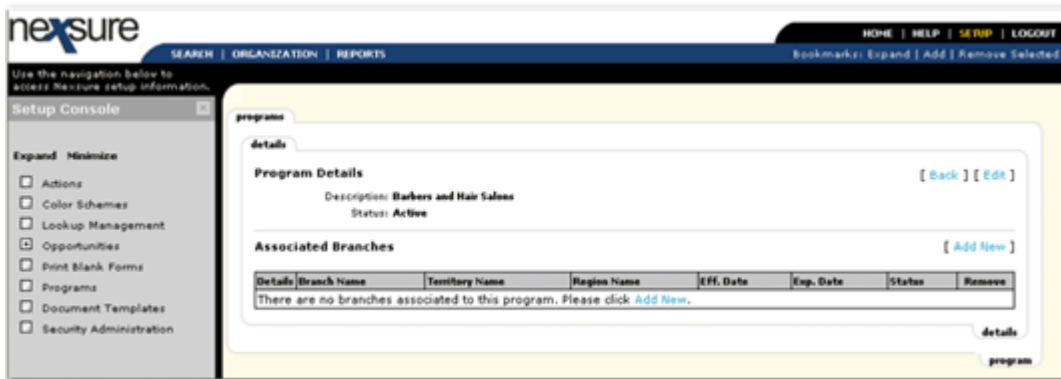 nexsure
HOME | HELP | SETUP | LOGOUT
SEARCH | ORGANIZATION | REPORTS
Bookmarks: Expand | Add | Remove Selected
Use the navigation below to
access Nexsure setup information.
Setup Console
Expand Minimize
Actions
Color Schemes
Lookup Management
Opportunities
Print Blank Forms
Programs
Document Templates
Security Administration
programs
details
Program Details [ Back ] [ Edit ]
Description: Barbers and Hair Salons
Status: Active
Associated Branches [ Add New ]
Details Branch Name Territory Name Region Name Eff. Date Exp. Date Status Remove
There are no branches associated to this program. Please click Add New.
details
program